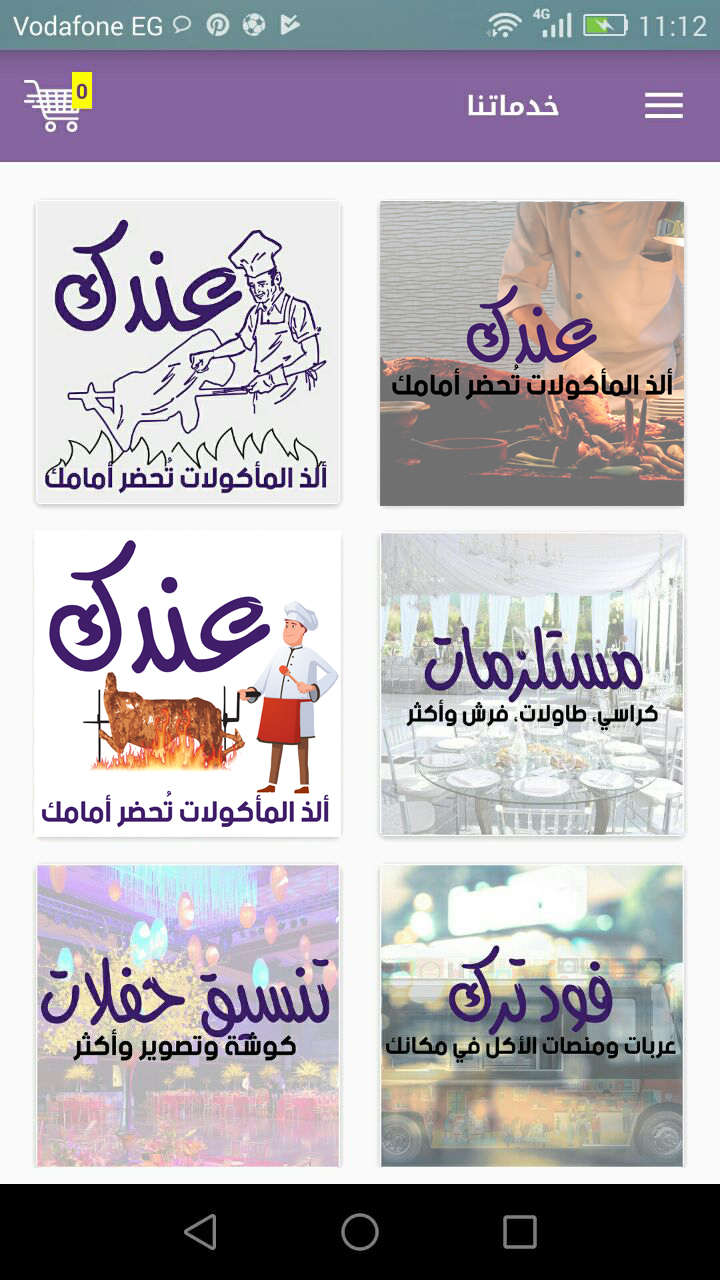 Vodafone EG 4G 11:12
0 خدماتنا
عندك
ألذ المأكولات تُحضر أمامك
عندك
ألذ المأكولات تُحضر أمامك
مستلزمات
كراسي، طاولات، فرش وأكثر
عندك
ألذ المأكولات تُحضر أمامك
فود ترك
عربات ومنصات الأكل في مكانك
تنسيق حفلات
كوشة وتصوير وأكثر